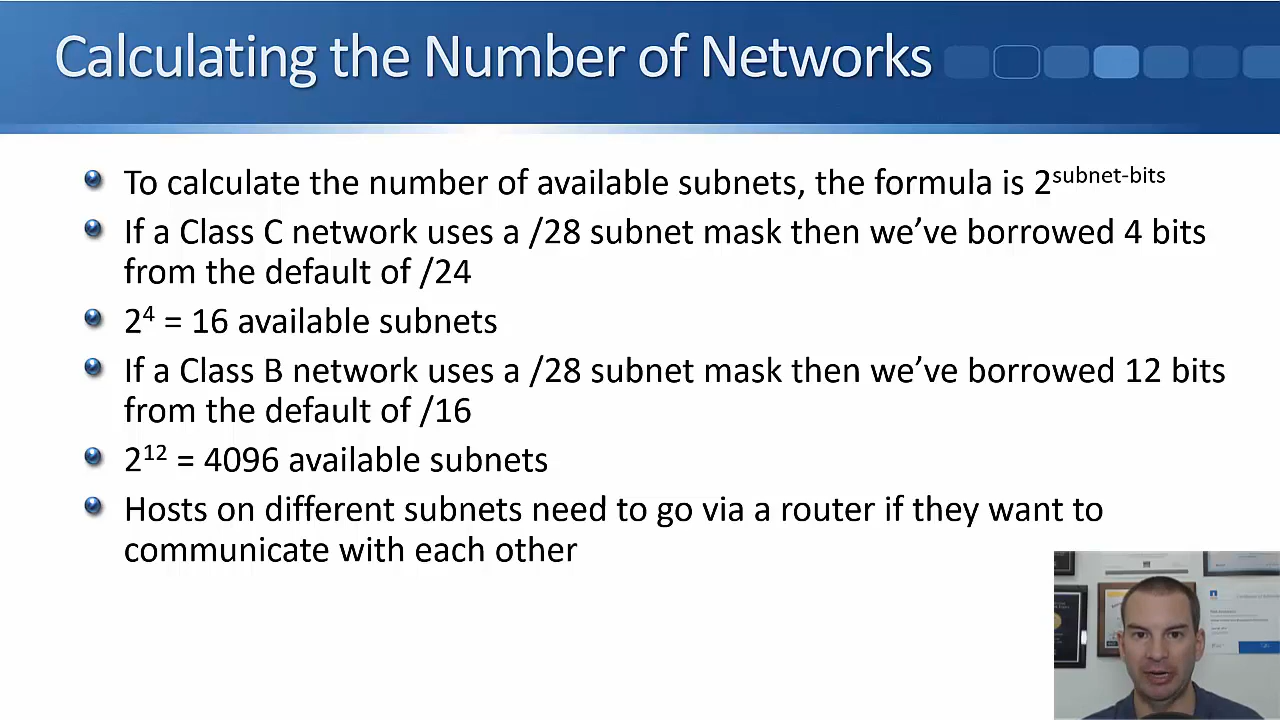 Calculating the Number of Networks
To calculate the number of available subnets, the formula is 2^subnet-bits
If a Class C network uses a /28 subnet mask then we’ve borrowed 4 bits
from the default of /24
2⁴ = 16 available subnets
If a Class B network uses a /28 subnet mask then we’ve borrowed 12 bits
from the default of /16
2¹² = 4096 available subnets
Hosts on different subnets need to go via a router if they want to
communicate with each other